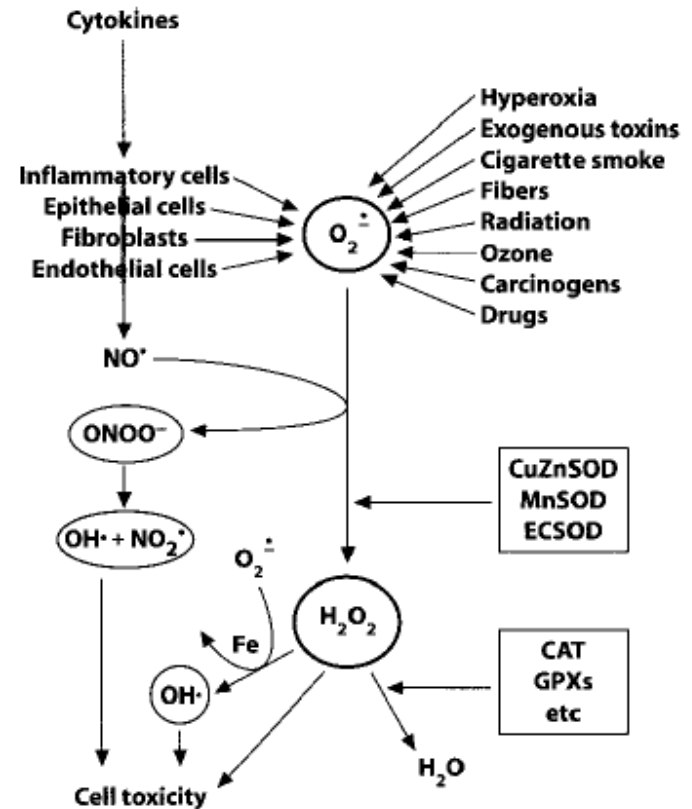 Cytokines
Hyperoxia
Exogenous toxins
Cigarette smoke
Fibers
Radiation
Ozone
Carcinogens
Drugs
Inflammatory cells
Epithelial cells
Fibroplasts
Endothelial cells
O₂•̲
NO•
ONOO⁻
OH• + NO₂•
CuZnSOD
MnSOD
ECSOD
O₂•̲
H₂O₂
Fe
OH•
CAT
GPXs
etc
H₂O
Cell toxicity